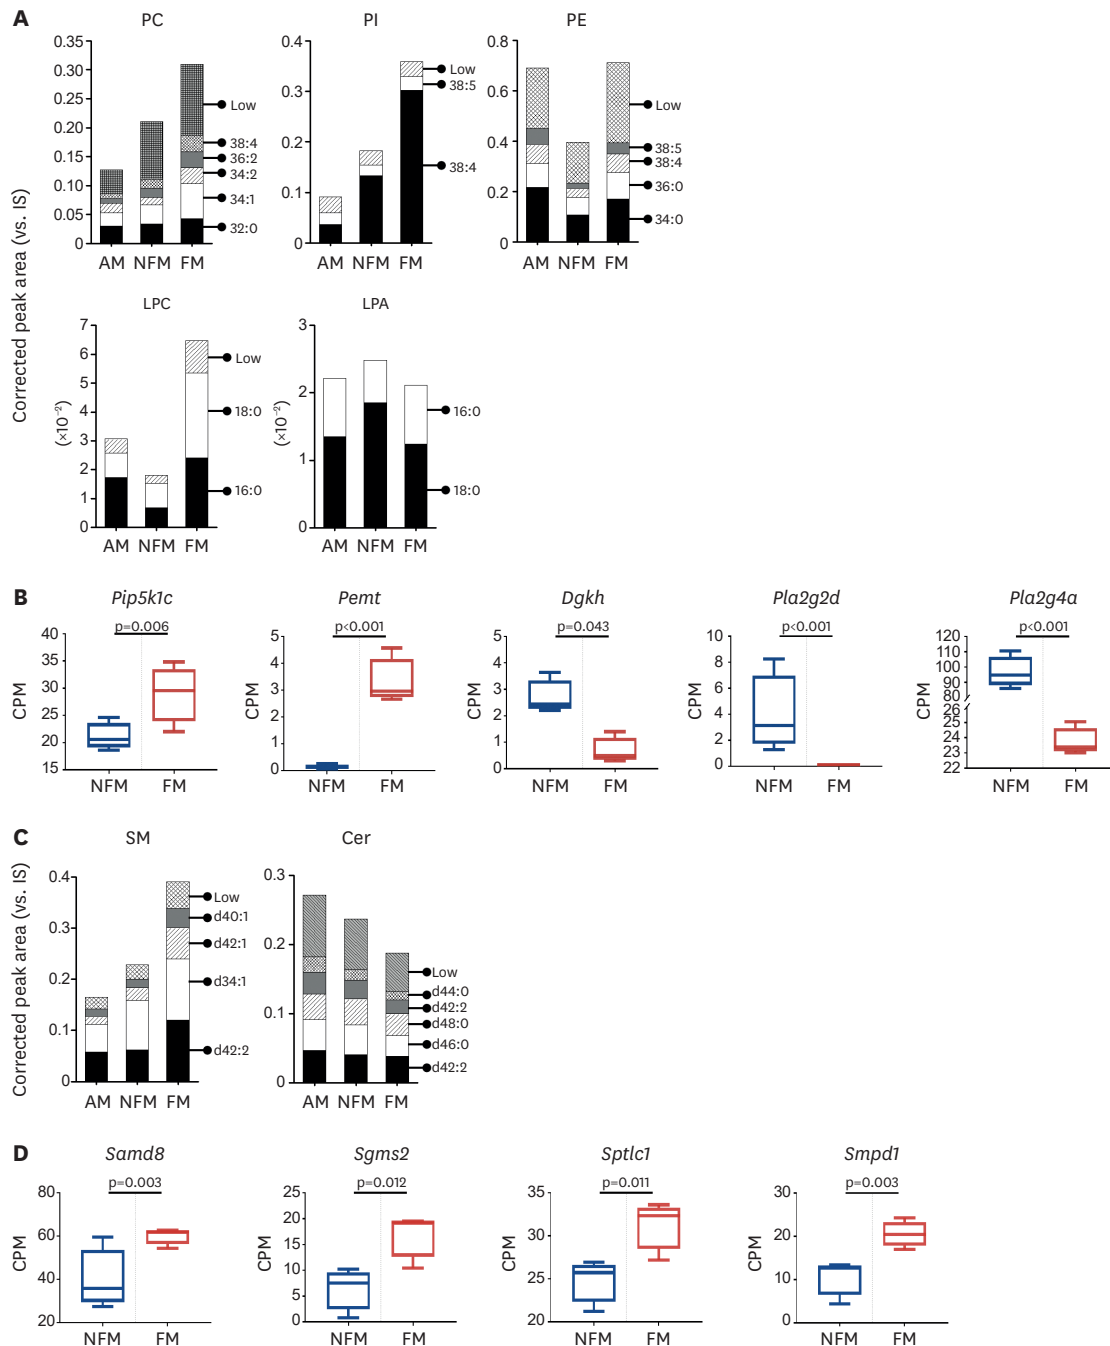 A
PC
PI
PE
Corrected peak area (vs. IS)
0.35
0.30
0.25
0.20
0.15
0.10
0.05
0
Low
38:4
36:2
34:2
34:1
32:0
AM NFM FM
0.4
0.3
0.2
0.1
0
Low
38:5
38:4
AM NFM FM
0.8
0.6
0.4
0.2
0
Low
38:5
38:4
36:0
34:0
AM NFM FM
LPC
LPA
(×10⁻²)
7
6
5
4
3
2
1
0
Low
18:0
16:0
AM NFM FM
(×10⁻²)
3
2
1
0
16:0
18:0
AM NFM FM
B
Pip5k1c
p=0.006
CPM
40
35
30
25
20
15
NFM FM
Pemt
p<0.001
CPM
5
4
3
2
1
0
NFM FM
Dgkh
p=0.043
CPM
5
4
3
2
1
0
NFM FM
Pla2g2d
p<0.001
CPM
10
8
6
4
2
0
NFM FM
Pla2g4a
p<0.001
CPM
120
110
100
90
80
26
25
24
23
22
NFM FM
C
SM
Cer
Corrected peak area (vs. IS)
0.4
0.3
0.2
0.1
0
Low
d40:1
d42:1
d34:1
d42:2
AM NFM FM
0.3
0.2
0.1
0
Low
d44:0
d42:2
d48:0
d46:0
d42:2
AM NFM FM
D
Samd8
p=0.003
CPM
80
60
40
20
NFM FM
Sgms2
p=0.012
CPM
25
20
15
10
5
0
NFM FM
Sptlc1
p=0.011
CPM
35
30
25
20
NFM FM
Smpd1
p=0.003
CPM
30
20
10
0
NFM FM